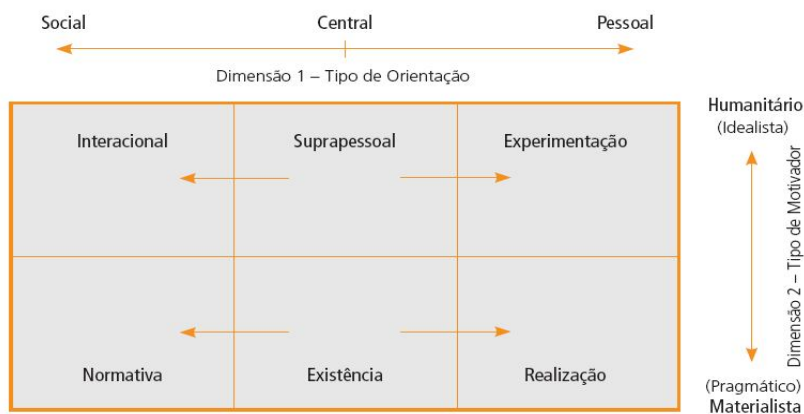 Social Central Pessoal
Dimensão 1 – Tipo de Orientação
Humanitário
(Idealista)
Interacional Suprapessoal Experimentação
Dimensão 2 – Tipo de Motivador
Normativa Existência Realização
(Pragmático)
Materialista